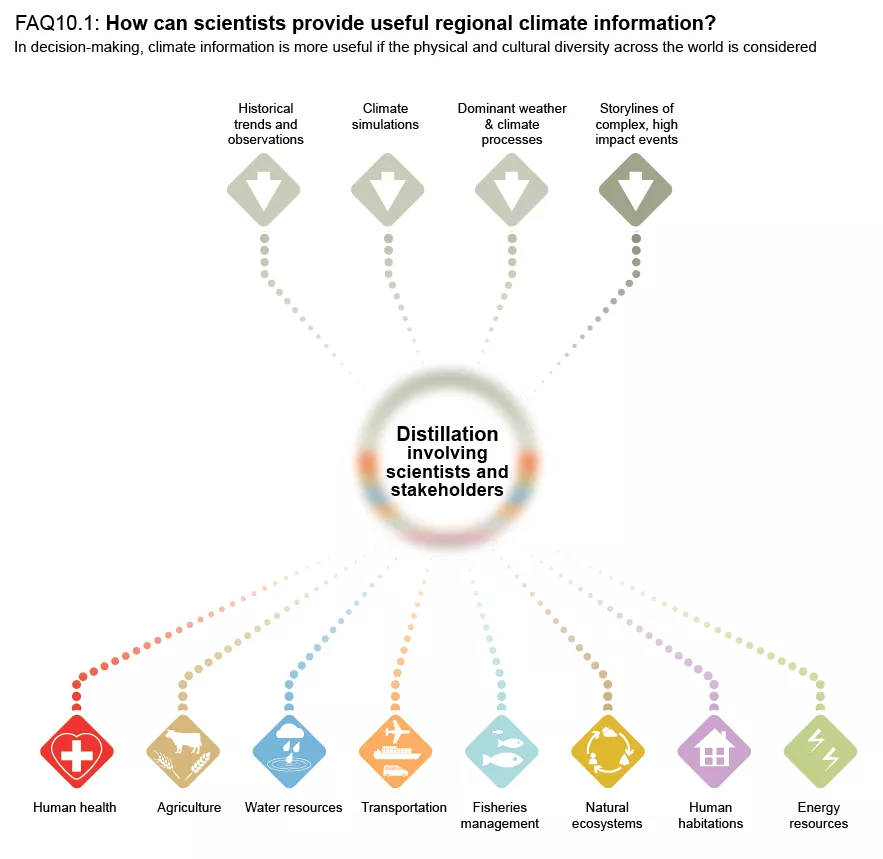 FAQ10.1: How can scientists provide useful regional climate information?
In decision-making, climate information is more useful if the physical and cultural diversity across the world is considered
Historical
trends and
observations
Climate
simulations
Dominant weather
& climate
processes
Storylines of
complex, high
impact events
Distillation
involving
scientists and
stakeholders
Human health
Agriculture
Water resources
Transportation
Fisheries
management
Natural
ecosystems
Human
habitations
Energy
resources